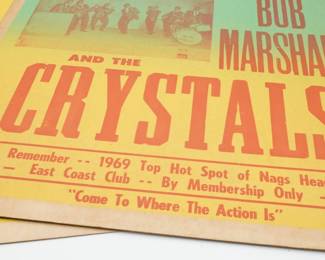 BOB
MARSHA
AND THE
CRYSTALS
Remember -- 1969 Top Hot Spot of Nags Hea
— East Coast Club -- By Membership Only —
"Come To Where The Action Is"